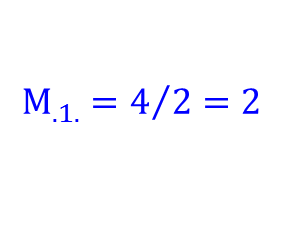 M.1. = 4/2 = 2